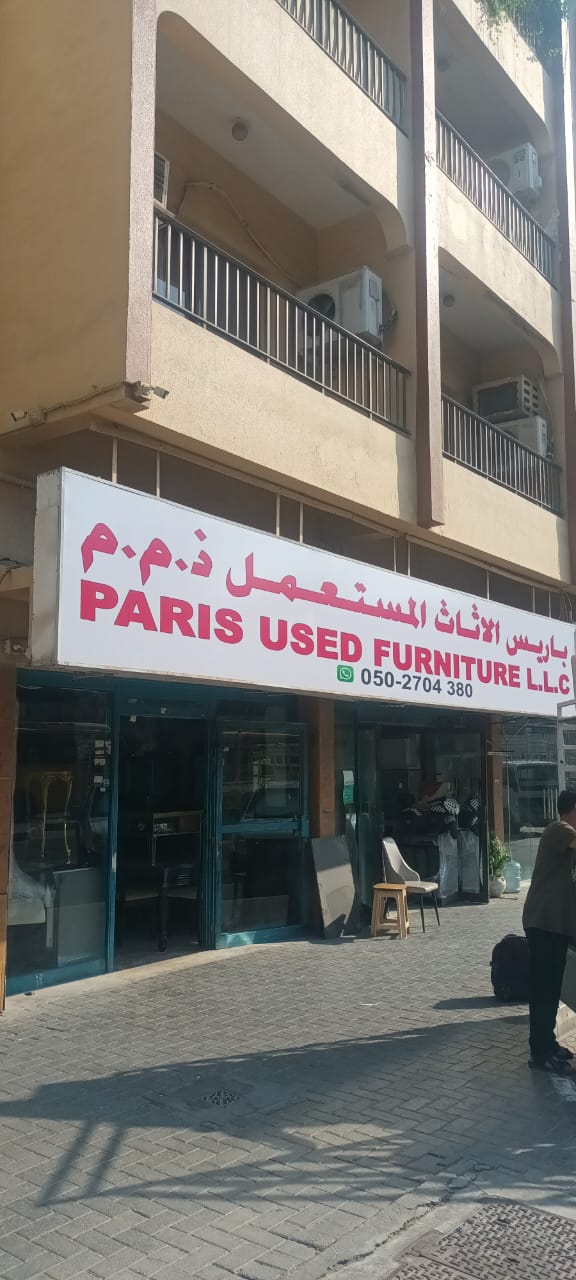 باريس الاثاث المستعمل ذ.م.م
PARIS USED FURNITURE L.L.C
050-2704 380